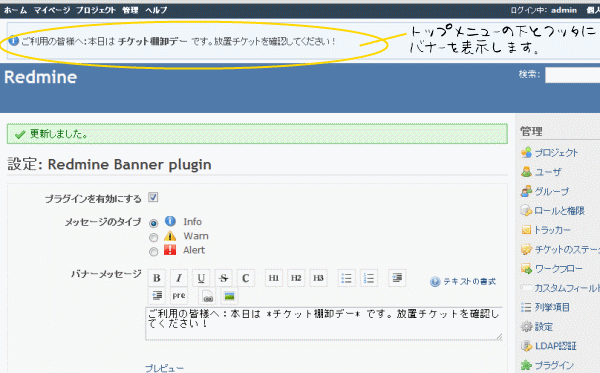 ホーム マイページ プロジェクト 管理 ヘルプ
ログイン中: admin 個人
ご利用の皆様へ:本日は チケット棚卸デー です。放置チケットを確認してください!
トップメニューの下とフッタに
バナーを表示します。
Redmine
検索:
更新しました。
設定: Redmine Banner plugin
プラグインを有効にする
メッセージのタイプ
Info
Warn
Alert
バナーメッセージ
B I U S C H1 H2 H3
テキストの書式
pre
ご利用の皆様へ:本日は *チケット棚卸デー* です。放置チケットを確認し
てください!
プレビュー
管理
プロジェクト
ユーザ
グループ
ロールと権限
トラッカー
チケットのステー
ワークフロー
カスタムフィール
列挙項目
設定
LDAP認証
プラグイン